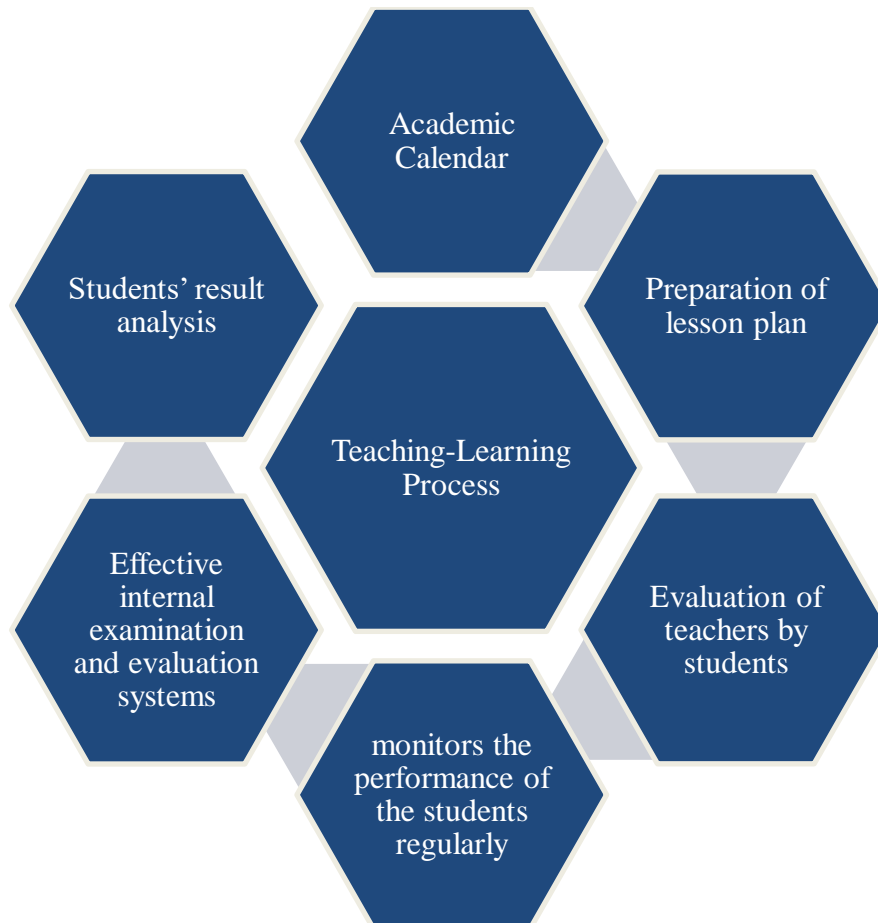 Academic
Calendar
Preparation of
lesson plan
Evaluation of
teachers by
students
monitors the
performance of
the students
regularly
Effective
internal
examination
and evaluation
systems
Students’ result
analysis
Teaching-Learning
Process